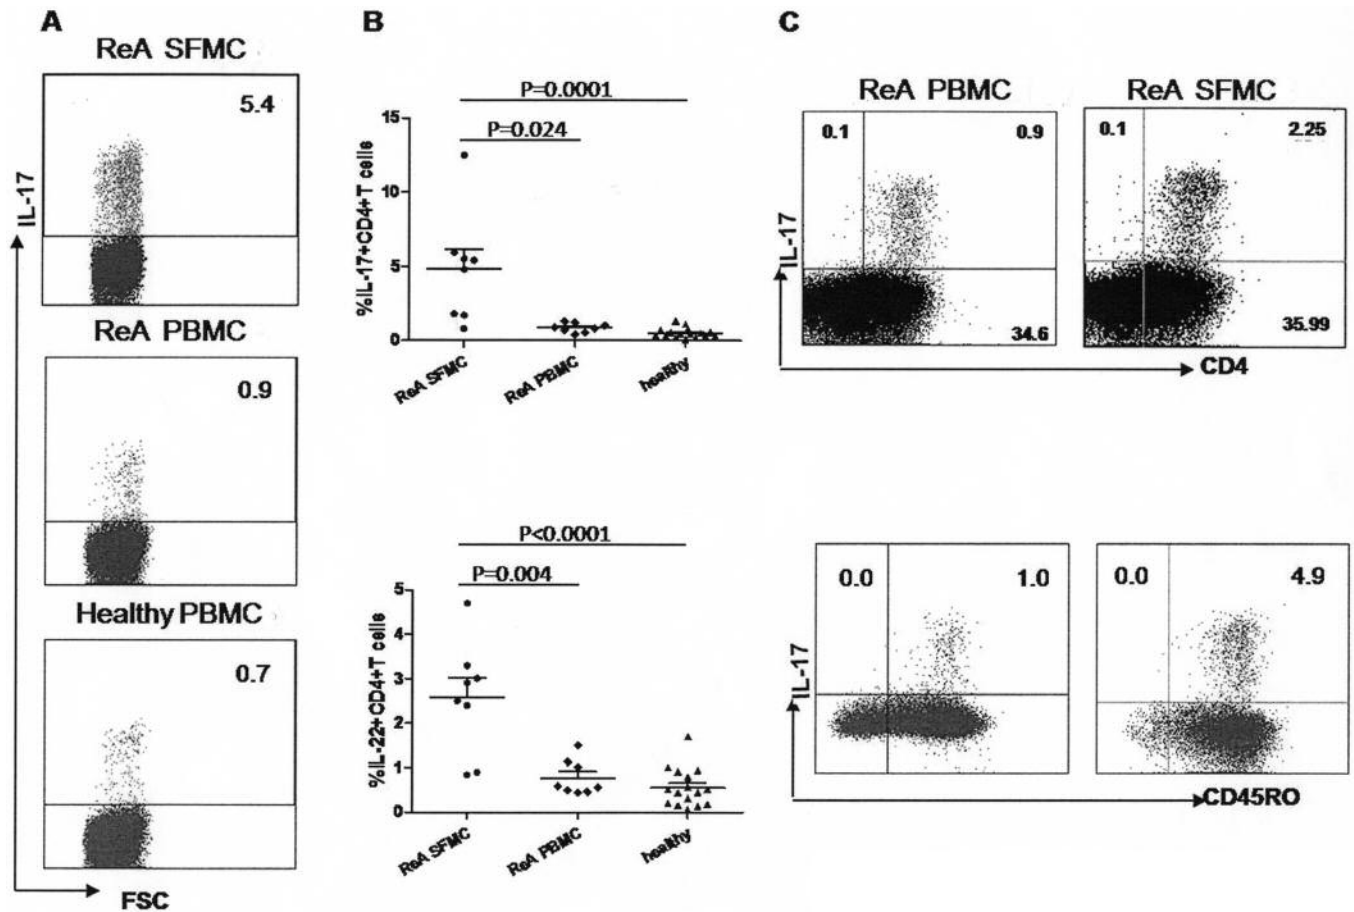 A
ReA SFMC
5.4
IL-17
ReA PBMC
0.9
Healthy PBMC
0.7
FSC
B
P=0.0001
P=0.024
%IL-17+CD4+T cells
15
10
5
0
ReA SFMC
ReA PBMC
healthy
P<0.0001
P=0.004
%IL-22+CD4+T cells
5
4
3
2
1
0
ReA SFMC
ReA PBMC
healthy
C
ReA PBMC
ReA SFMC
0.1
0.9
0.1
2.25
IL-17
34.6
35.99
CD4
0.0
1.0
0.0
4.9
IL-17
CD45RO